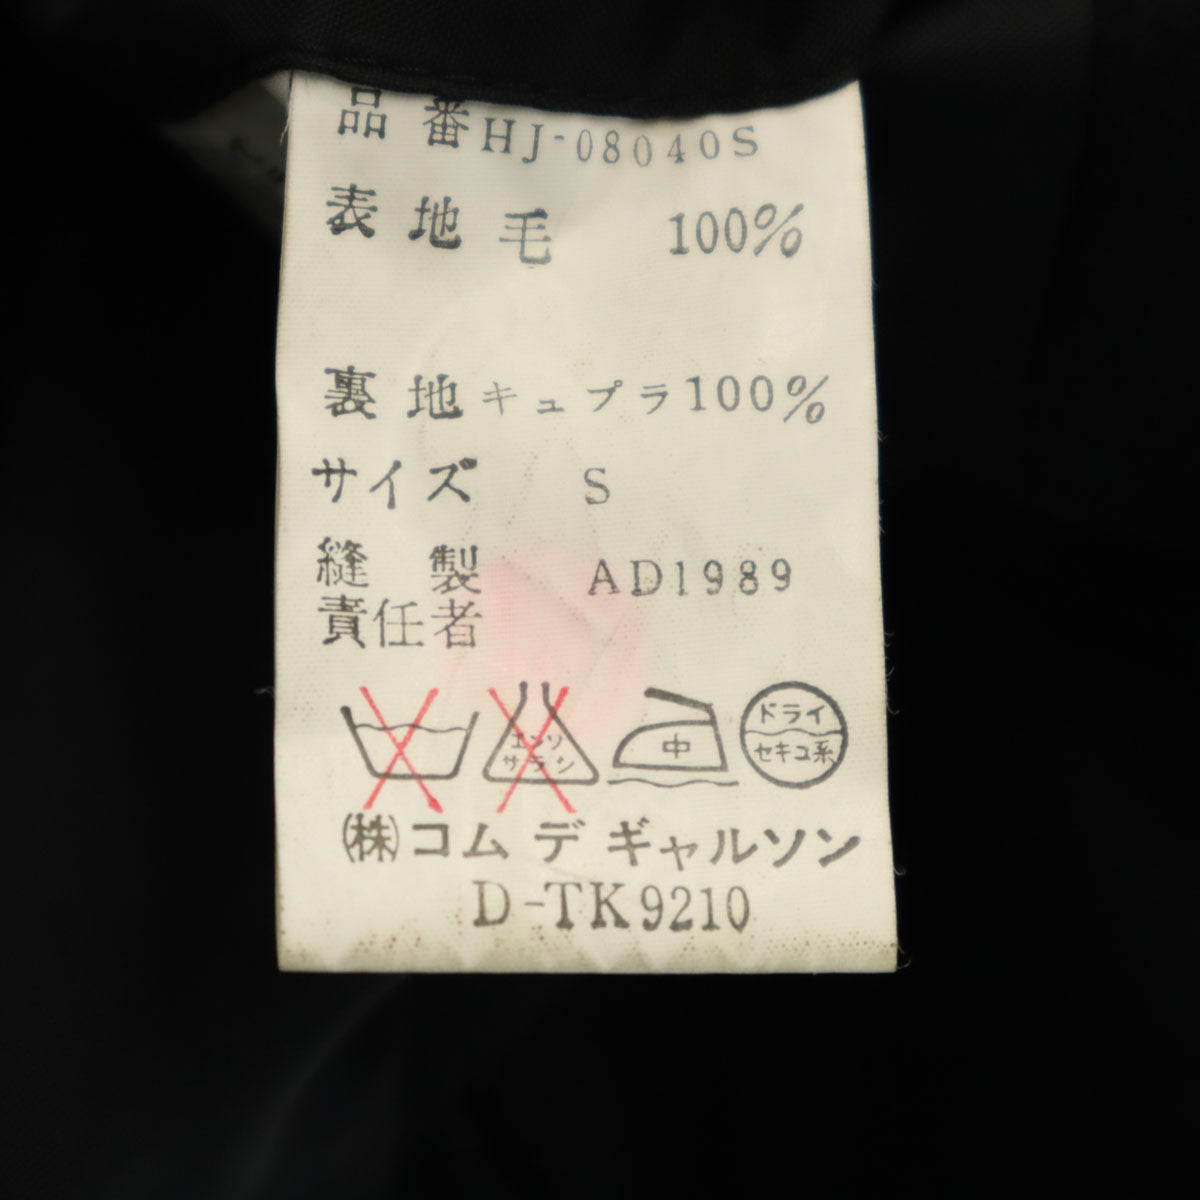 品番HJ-08040S
表地毛 100%
裏地キュプラ100%
サイズ S
縫製 AD1989
責任者
エンソ
サラシ
中
ドライ
セキユ系
㈱コム デ ギャルソン
D-TK9210